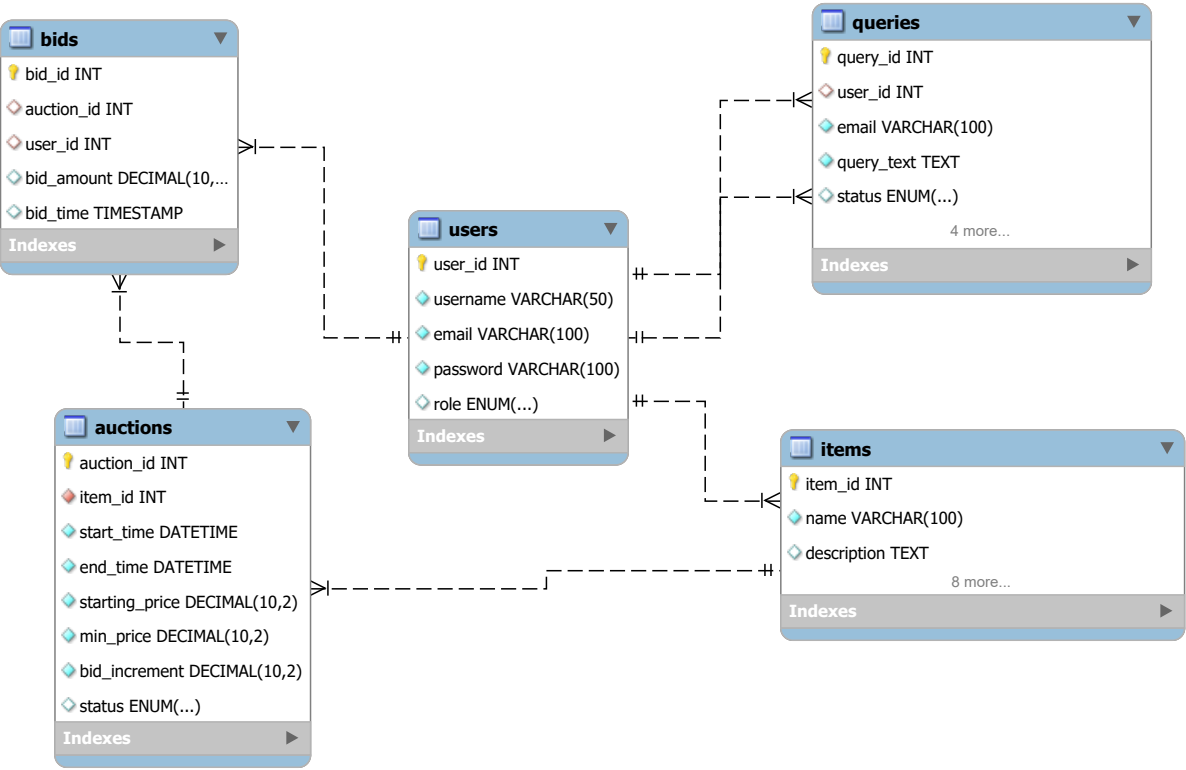 bids
bid_id INT
auction_id INT
user_id INT
bid_amount DECIMAL(10,...
bid_time TIMESTAMP
Indexes
queries
query_id INT
user_id INT
email VARCHAR(100)
query_text TEXT
status ENUM(...)
4 more...
Indexes
users
user_id INT
username VARCHAR(50)
email VARCHAR(100)
password VARCHAR(100)
role ENUM(...)
Indexes
auctions
auction_id INT
item_id INT
start_time DATETIME
end_time DATETIME
starting_price DECIMAL(10,2)
min_price DECIMAL(10,2)
bid_increment DECIMAL(10,2)
status ENUM(...)
Indexes
items
item_id INT
name VARCHAR(100)
description TEXT
8 more...
Indexes